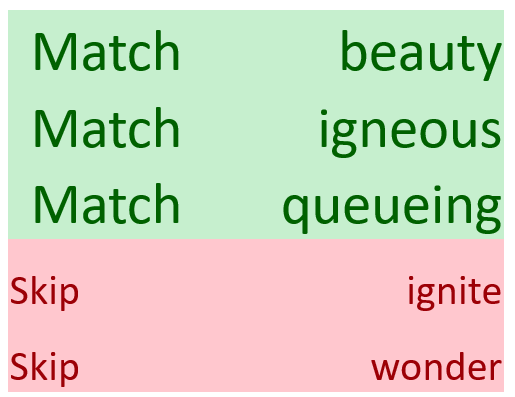 Match beauty
Match igneous
Match queueing
Skip ignite
Skip wonder